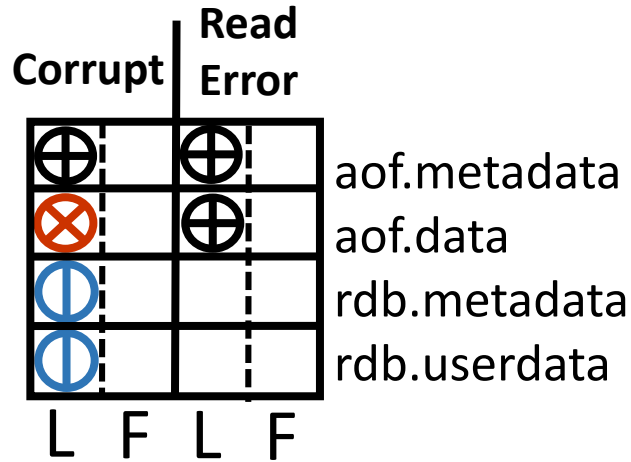 Corrupt
Read
Error
aof.metadata
aof.data
rdb.metadata
rdb.userdata
L F L F